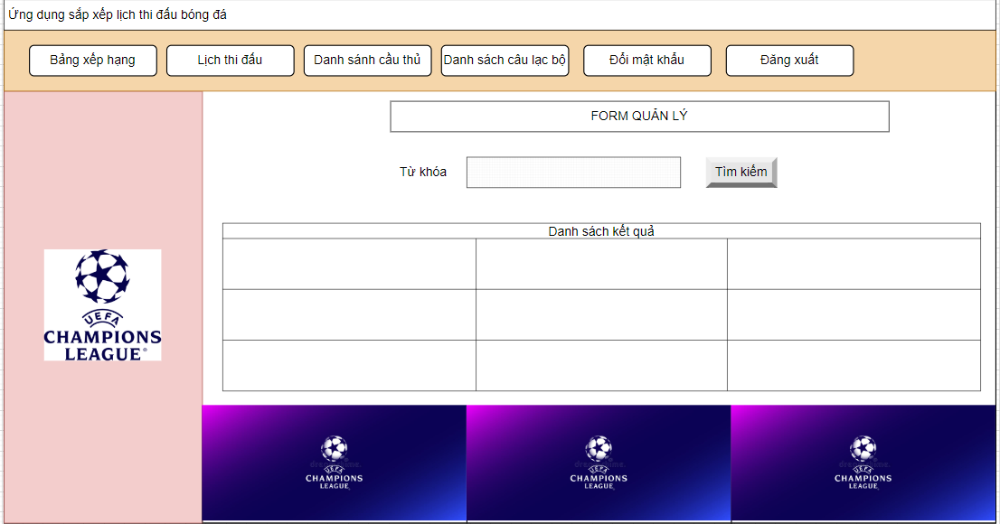 Ứng dụng sắp xếp lịch thi đấu bóng đá
Bảng xếp hạng
Lịch thi đấu
Danh sánh cầu thủ
Danh sách câu lạc bộ
Đổi mật khẩu
Đăng xuất
FORM QUẢN LÝ
Từ khóa
Tìm kiếm
Danh sách kết quả
UEFA
CHAMPIONS
LEAGUE®
UEFA
CHAMPIONS
LEAGUE
UEFA
CHAMPIONS
LEAGUE
UEFA
CHAMPIONS
LEAGUE